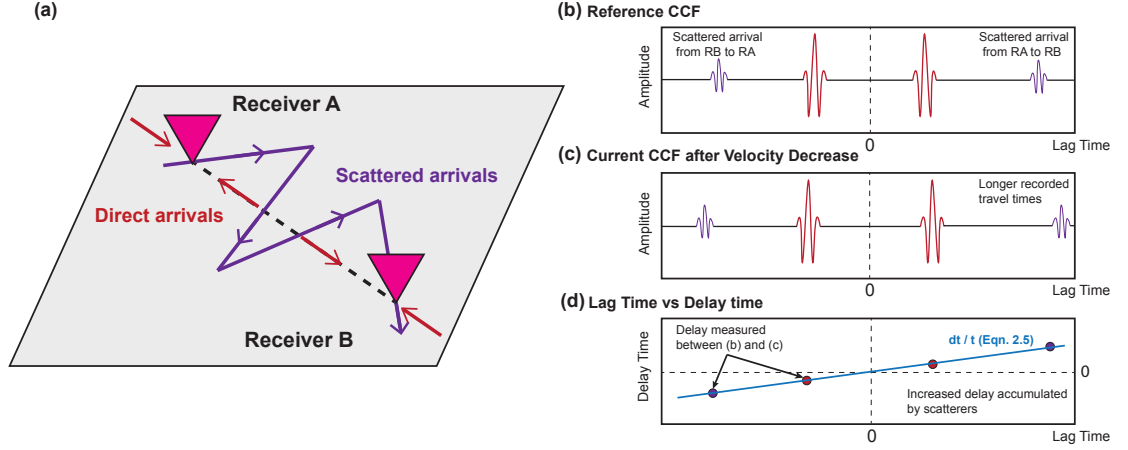 (a)
Receiver A
Scattered arrivals
Direct arrivals
Receiver B
(b) Reference CCF
Amplitude
Scattered arrival
from RB to RA
Scattered arrival
from RA to RB
0
Lag Time
(c) Current CCF after Velocity Decrease
Amplitude
Longer recorded
travel times
0
Lag Time
(d) Lag Time vs Delay time
Delay Time
Delay measured
between (b) and (c)
dt / t (Eqn. 2.5)
0
Increased delay accumulated
by scatterers
0
Lag Time